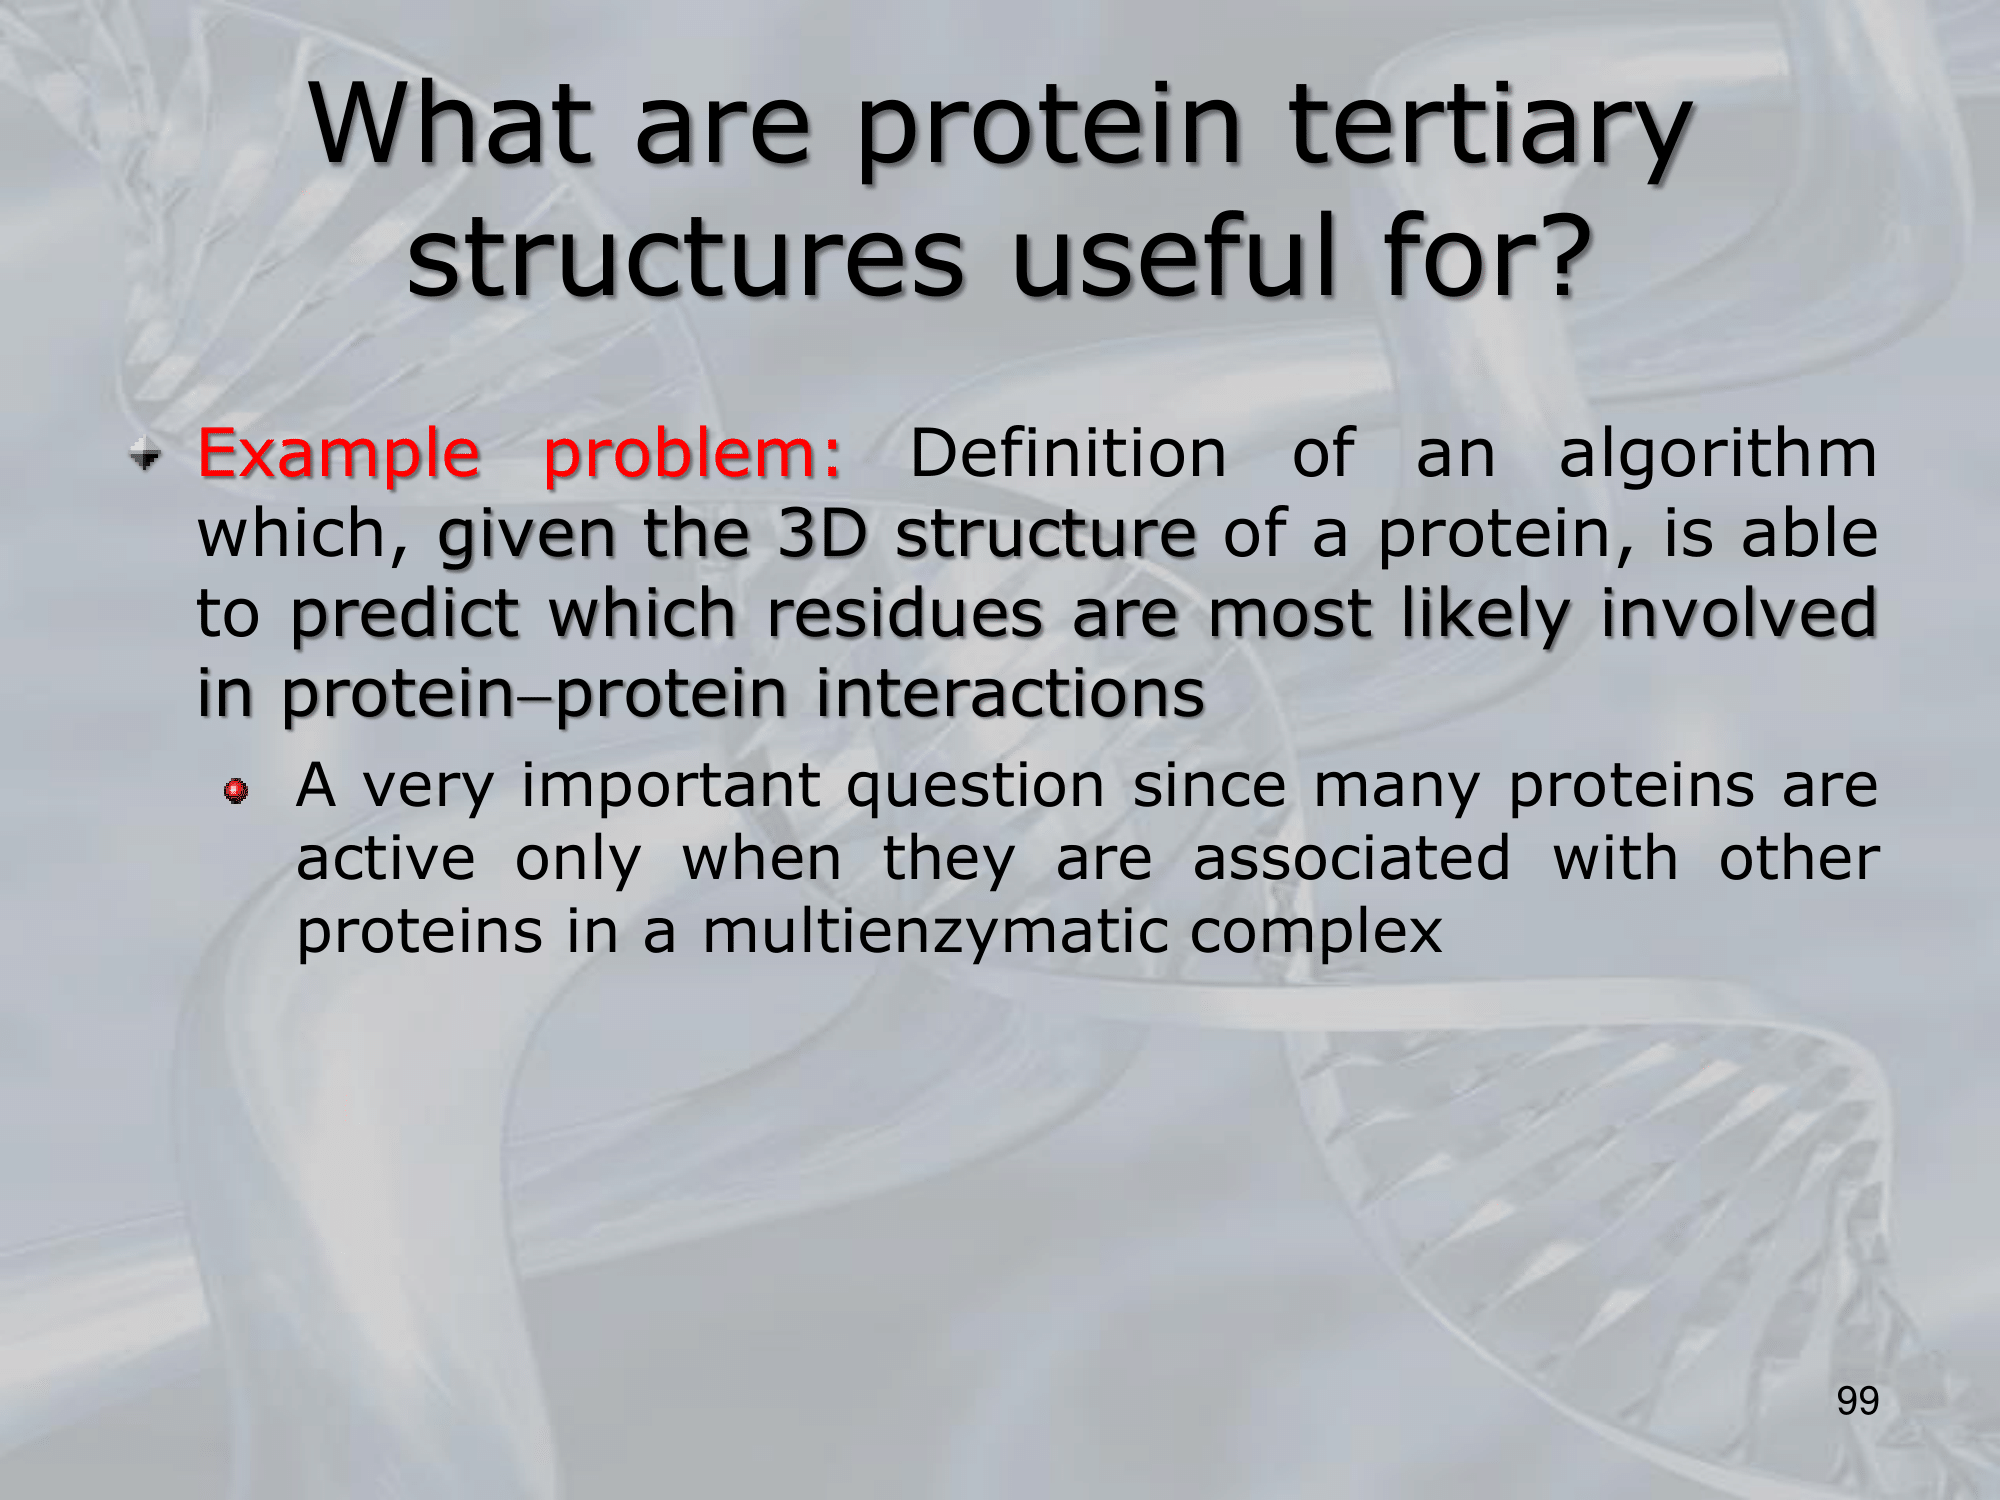 What are protein tertiary
structures useful for?
Example problem: Definition of an algorithm
which, given the 3D structure of a protein, is able
to predict which residues are most likely involved
in protein–protein interactions
A very important question since many proteins are
active only when they are associated with other
proteins in a multienzymatic complex
99